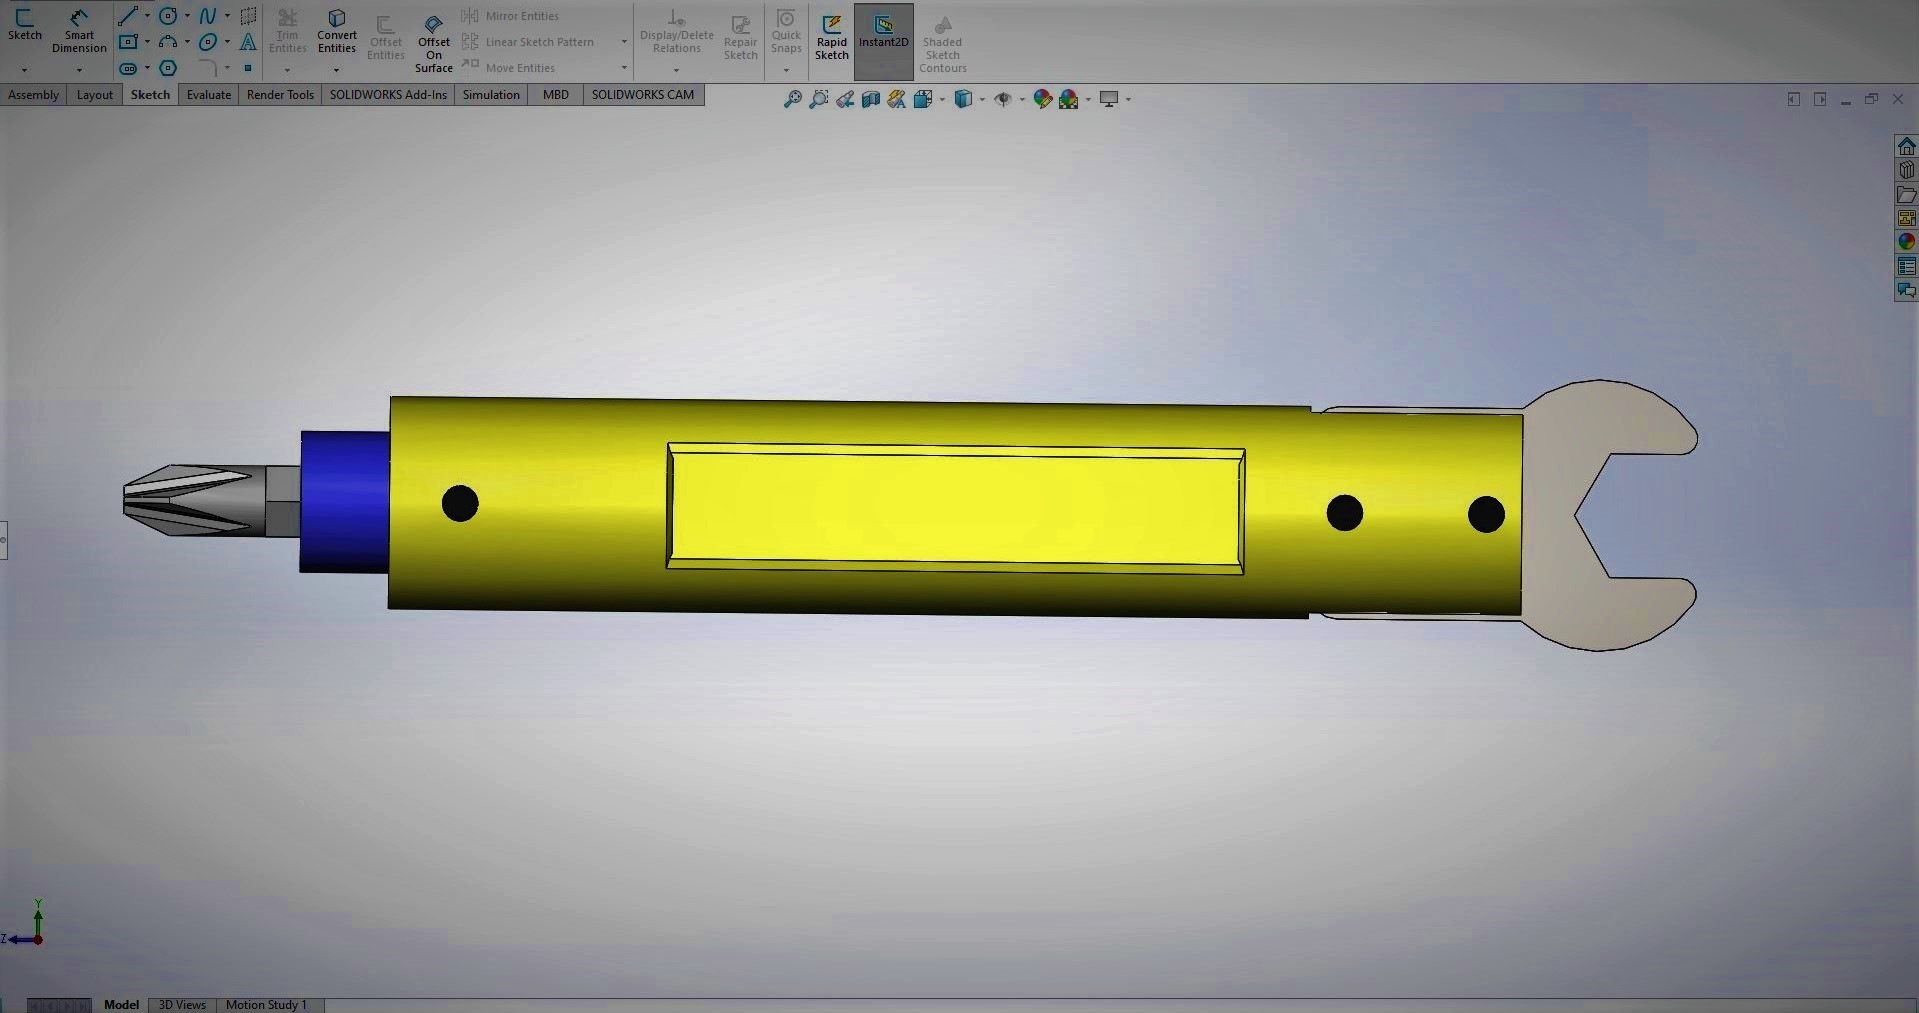 Sketch
Smart
Dimension
Trim
Entities
Convert
Entities
Offset
Entities
Offset
On
Surface
Mirror Entities
Linear Sketch Pattern
Move Entities
Display/Delete
Relations
Repair
Sketch
Quick
Snaps
Rapid
Sketch
Instant2D
Shaded
Sketch
Contours
Assembly Layout Sketch Evaluate Render Tools SOLIDWORKS Add-Ins Simulation MBD SOLIDWORKS CAM
Y
Z
Model 3D Views Motion Study 1